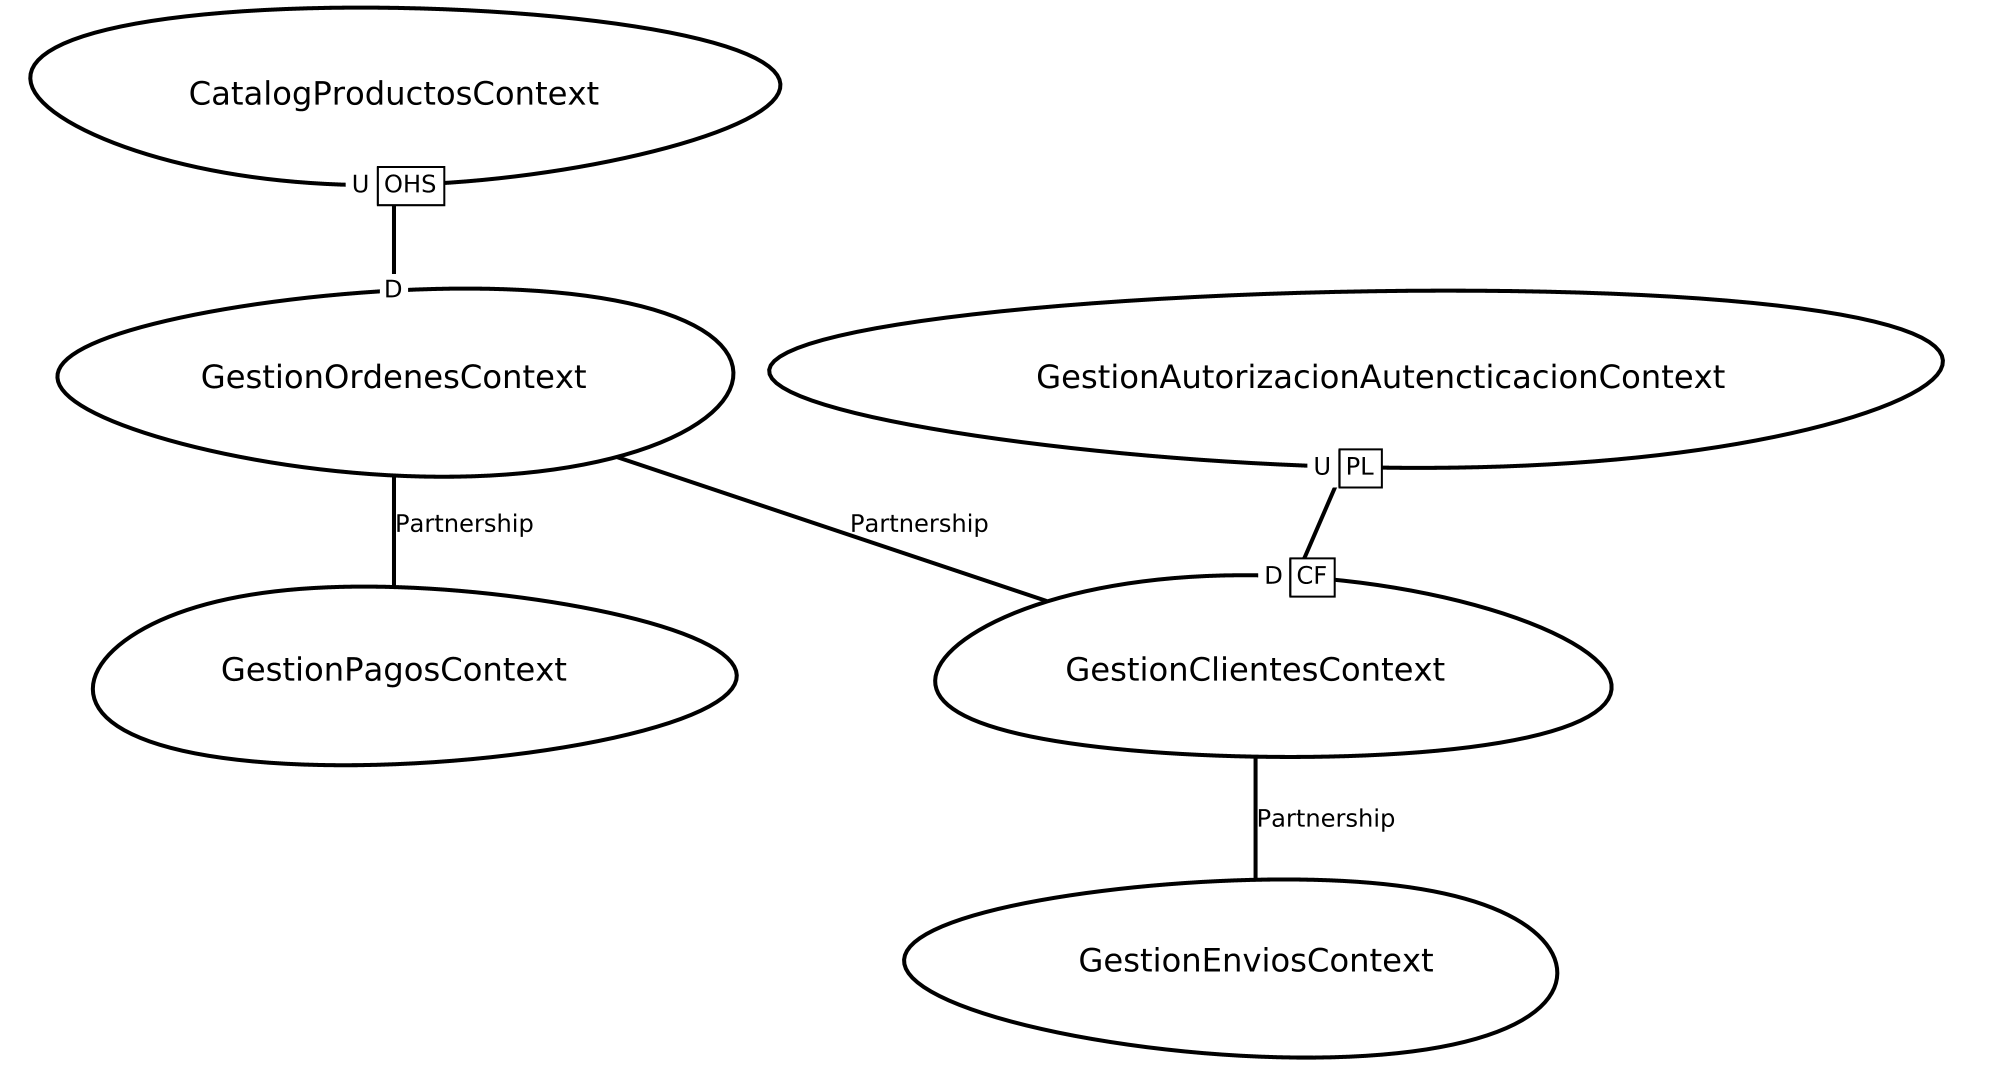 CatalogProductosContext
U OHS
D
GestionOrdenesContext
GestionAutorizacionAutencticacionContext
U PL
Partnership
Partnership
D CF
GestionPagosContext
GestionClientesContext
Partnership
GestionEnviosContext